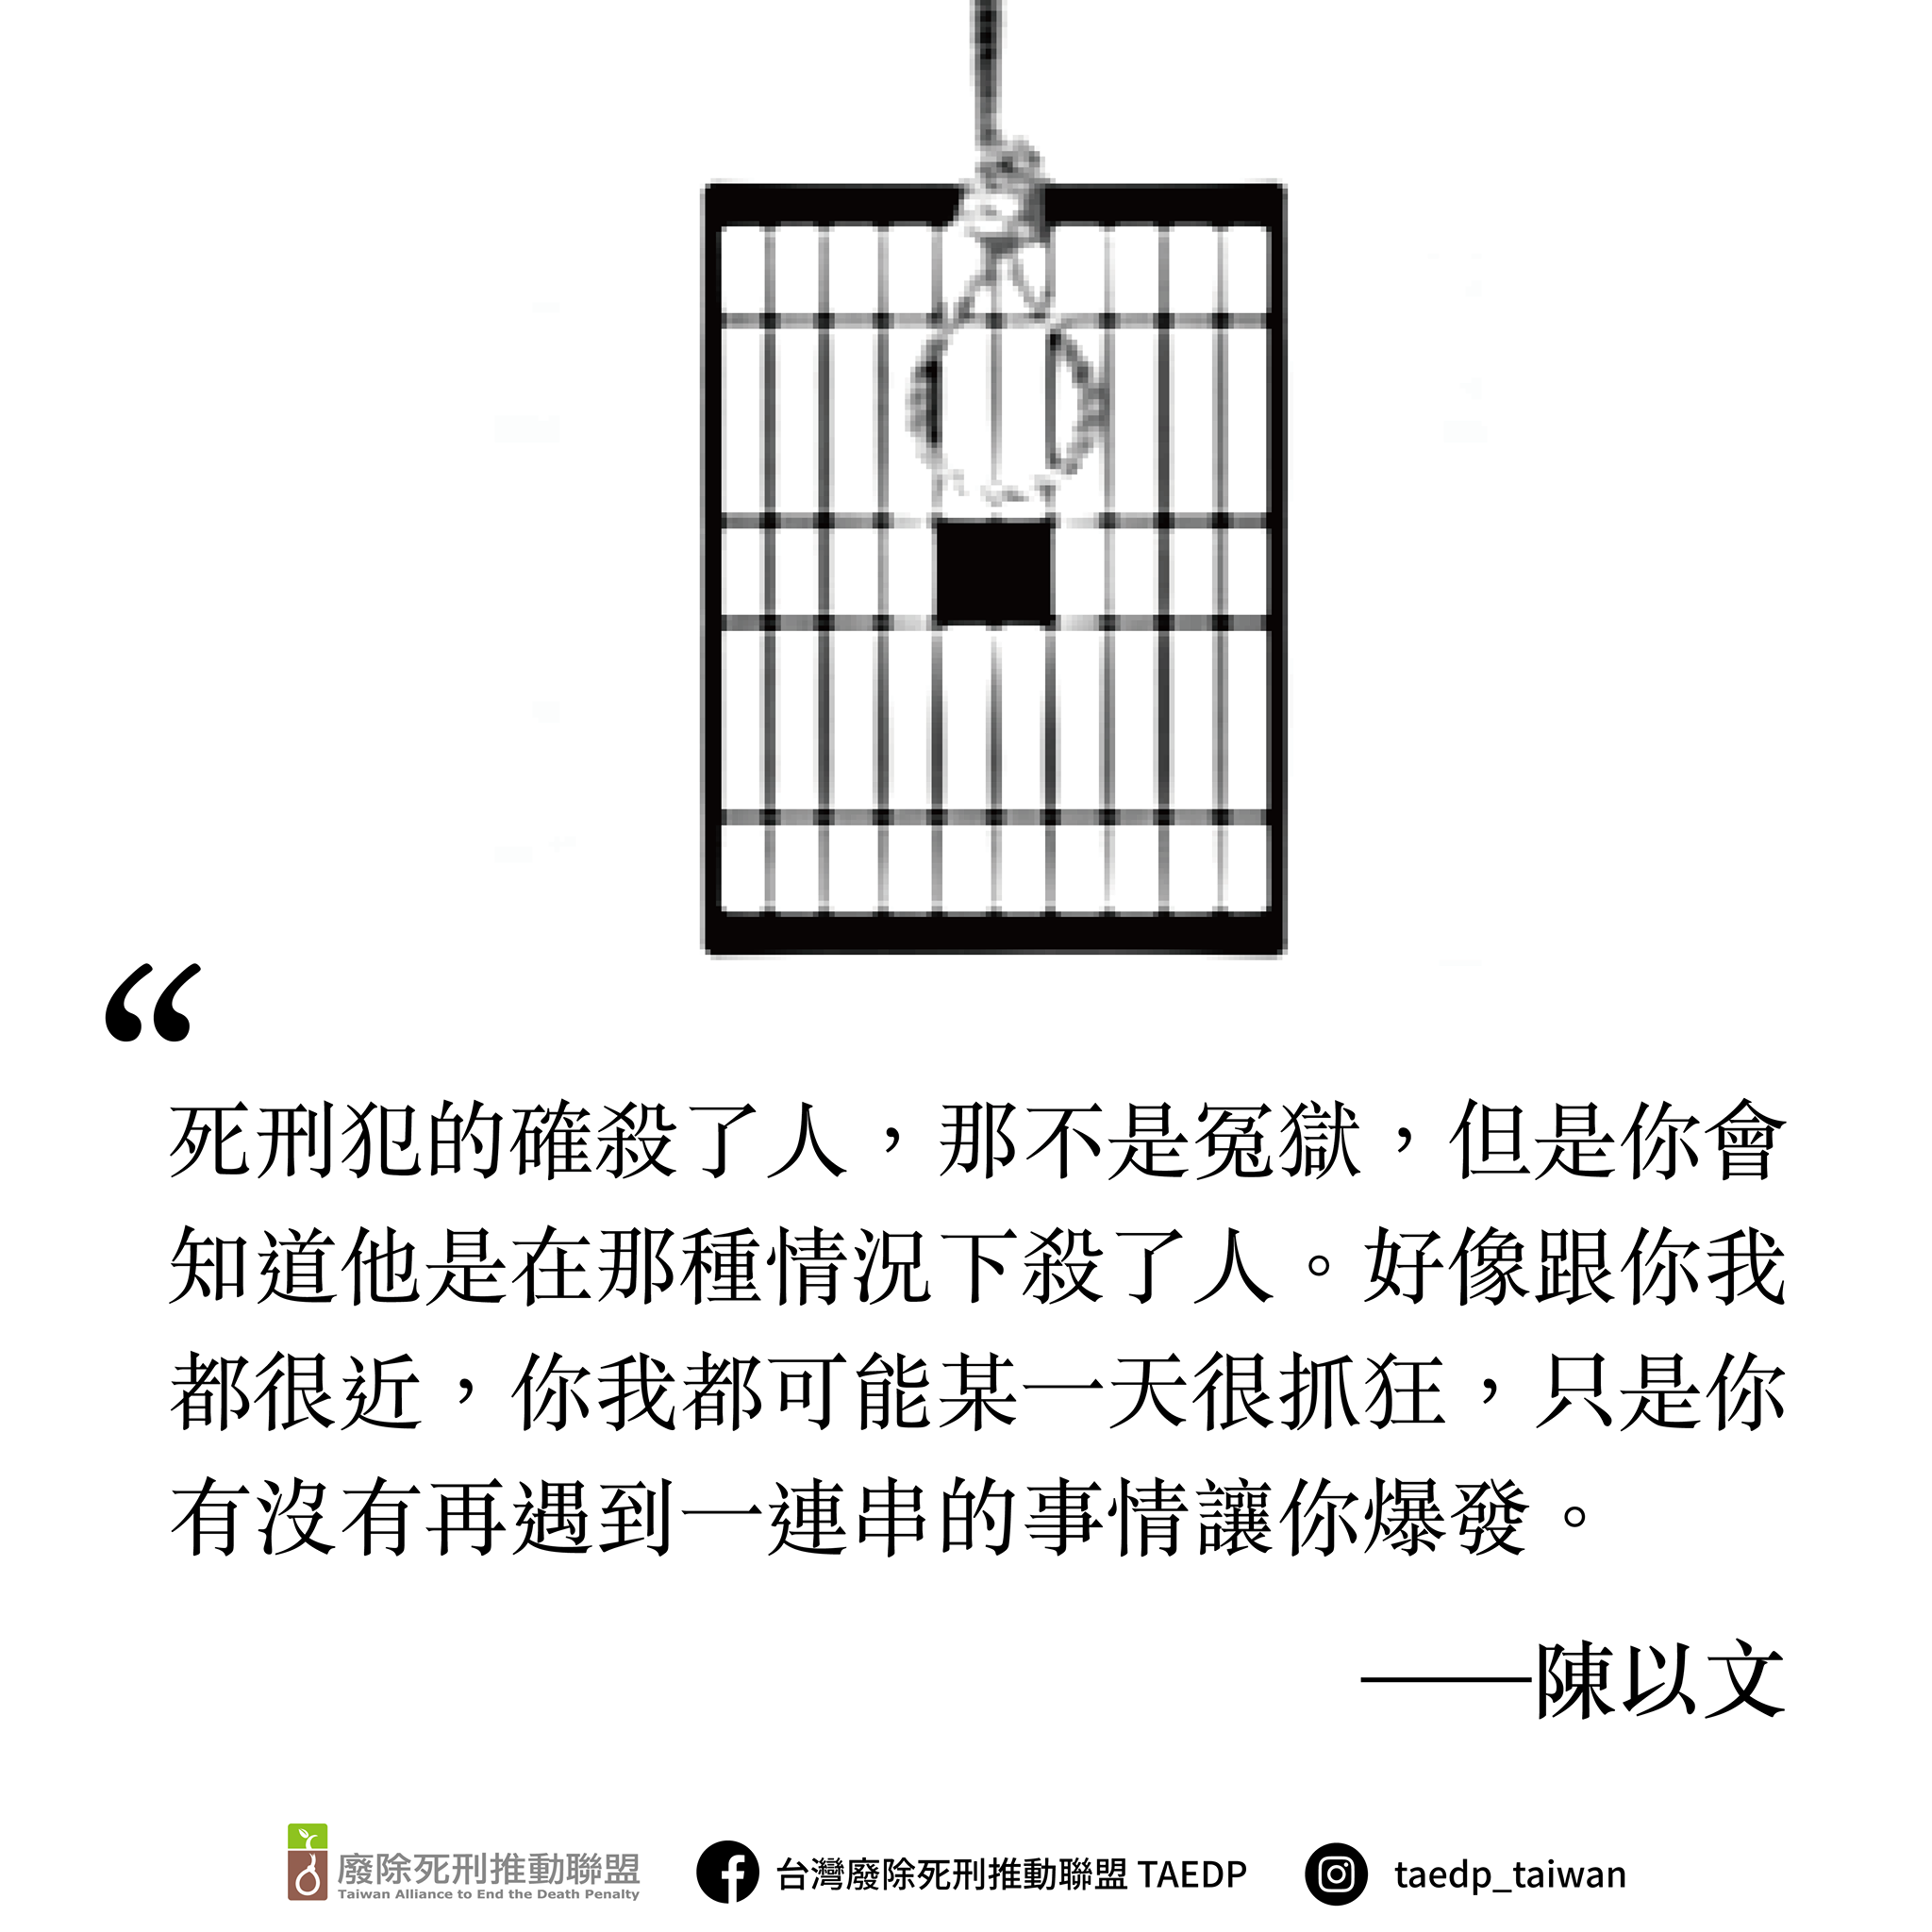 “
死刑犯的確殺了人，那不是冤獄，但是你會
知道他是在那種情況下殺了人。好像跟你我
都很近，你我都可能某一天很抓狂，只是你
有沒有再遇到一連串的事情讓你爆發。
——陳以文
廢除死刑推動聯盟
Taiwan Alliance to End the Death Penalty
台灣廢除死刑推動聯盟 TAEDP
taedp_taiwan